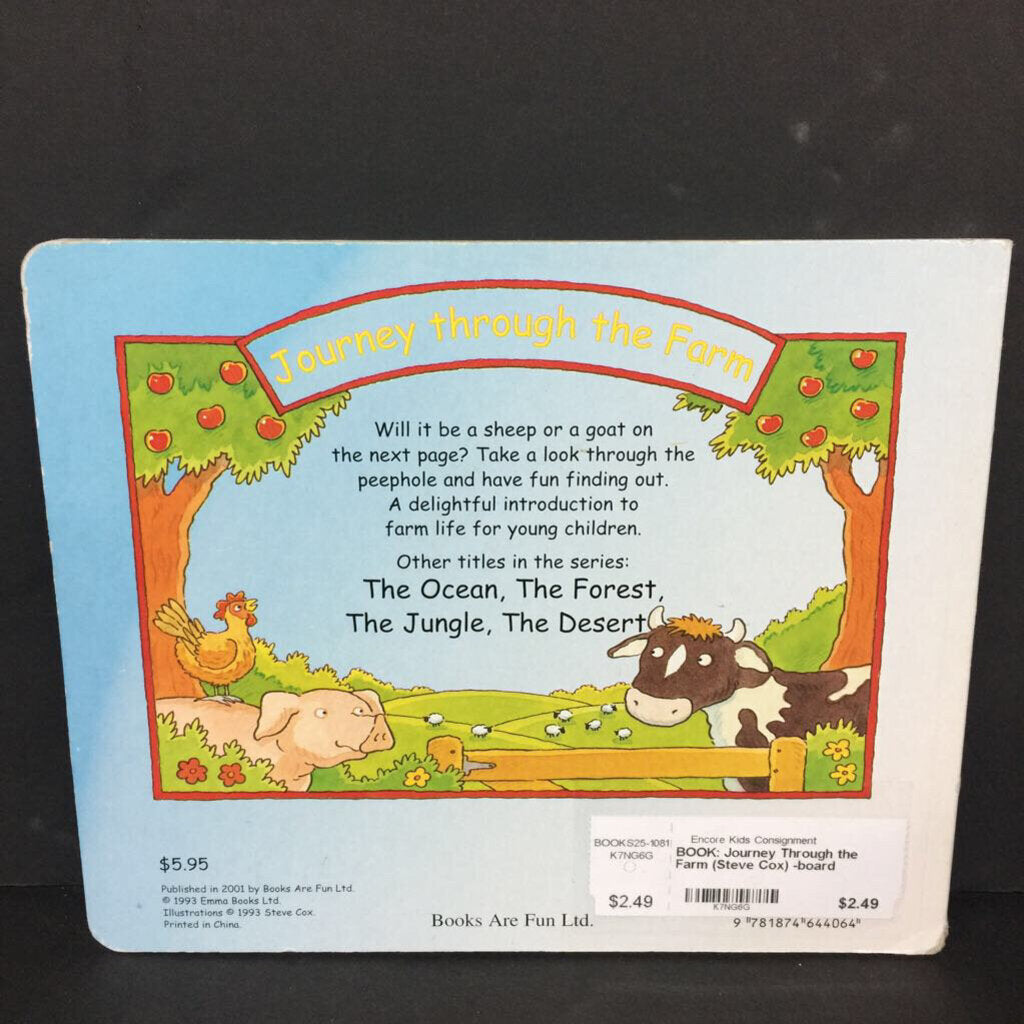 Journey through the Farm
Will it be a sheep or a goat on
the next page? Take a look through the
peephole and have fun finding out.
A delightful introduction to
farm life for young children.
Other titles in the series:
The Ocean, The Forest,
The Jungle, The Desert
$5.95
Published in 2001 by Books Are Fun Ltd.
© 1993 Emma Books Ltd.
Illustrations © 1993 Steve Cox.
Printed in China.
Books Are Fun Ltd.
BOOKS25-1081
K7NG6G
$2.49
Encore Kids Consignment
BOOK: Journey Through the
Farm (Steve Cox) -board
K7NG6G
$2.49
9 781874 644064